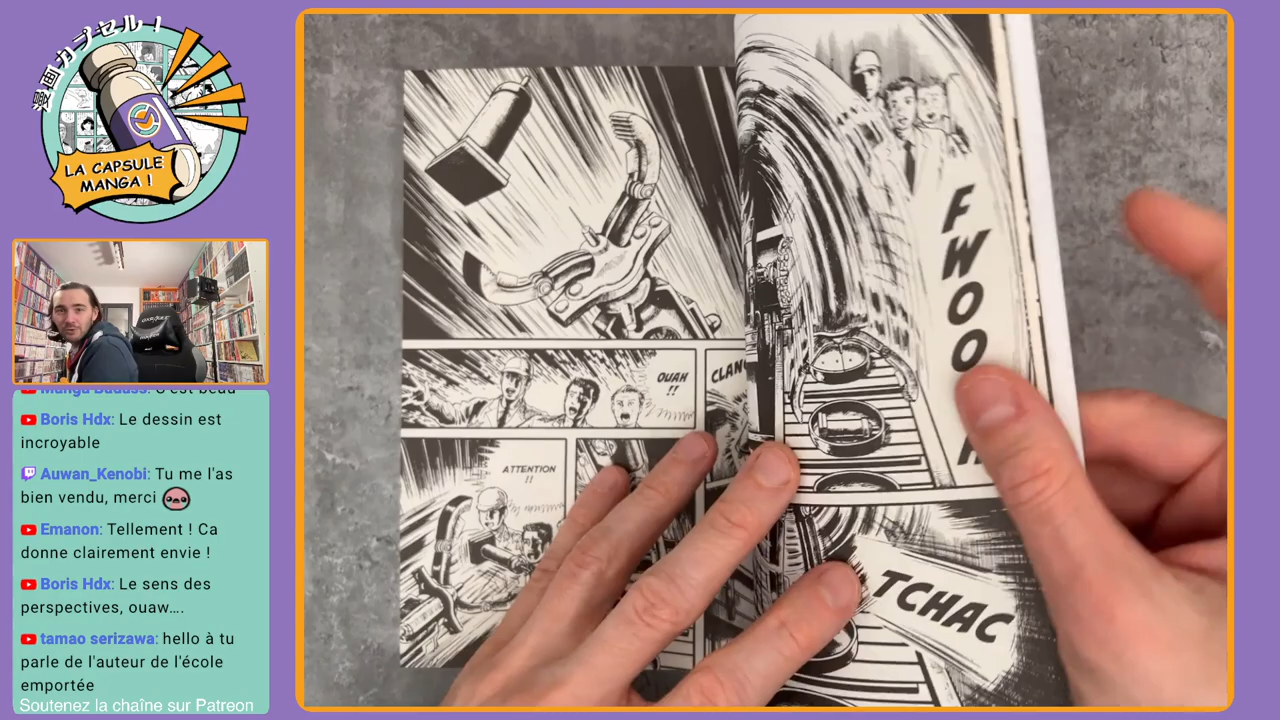 漫画カプセル!
LA CAPSULE
MANGA !
Boris Hdx: Le dessin est
incroyable
Auwan_Kenobi: Tu me l'as
bien vendu, merci
Emanon: Tellement ! Ca
donne clairement envie !
Boris Hdx: Le sens des
perspectives, ouaw....
tamao serizawa: hello à tu
parle de l'auteur de l'école
emportée
Soutenez la chaîne sur Patreon
OUAH
!!
CLANG
ATTENTION
!!
F
W
O
O
TCHAC